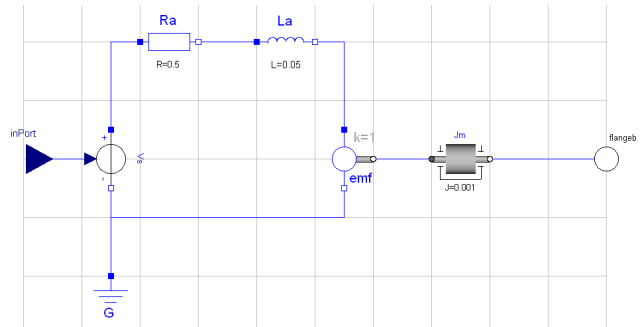 Ra
La
R=0.5
L=0.05
inPort
+
Vs
-
k=1
emf
Jm
J=0.001
flangeb
G